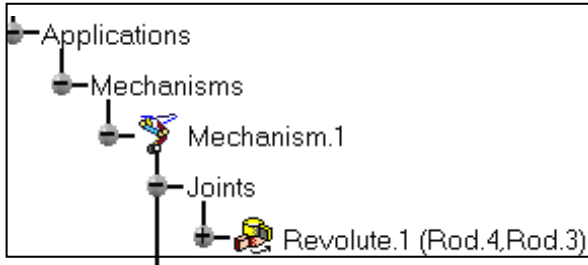 Applications
Mechanisms
Mechanism.1
Joints
Revolute.1 (Rod.4,Rod.3)